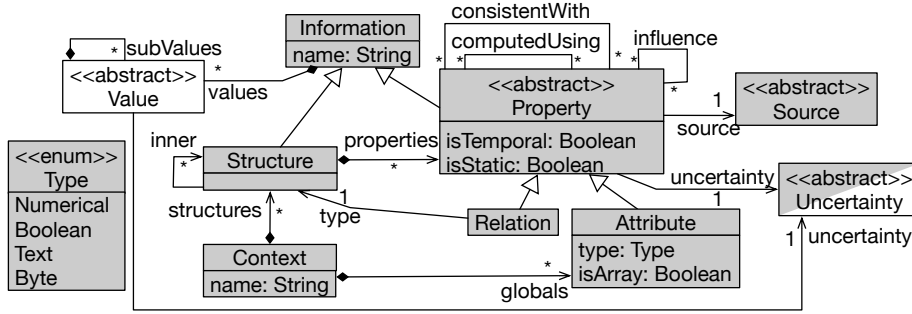 consistentWith
Information
name: String
computedUsing
influence
*
subValues
*
*
*
*
*
*
*
<<abstract>>
Value
values
<<abstract>>
Property
<<abstract>>
Source
1
source
isTemporal: Boolean
isStatic: Boolean
inner
*
Structure
properties
*
<<enum>>
Type
Numerical
Boolean
Text
Byte
structures
*
1
type
Relation
uncertainty
1
<<abstract>>
Uncertainty
Attribute
type: Type
isArray: Boolean
1
uncertainty
Context
name: String
*
globals